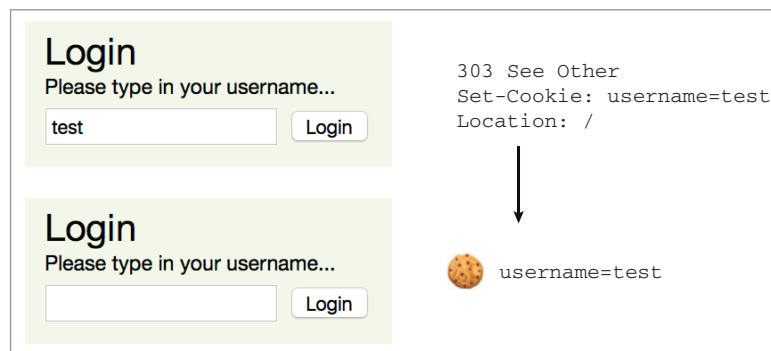 Login
Please type in your username...
test
Login
303 See Other
Set-Cookie: username=test
Location: /
Login
Please type in your username...
Login
username=test